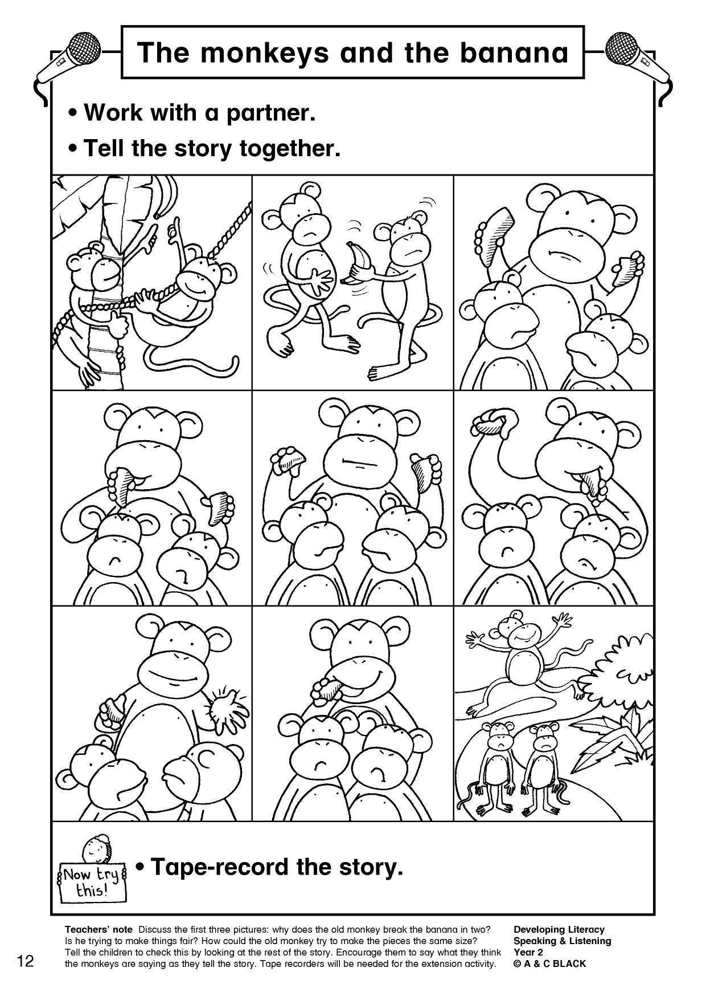 The monkeys and the banana
• Work with a partner.
• Tell the story together.
Now try
this!
• Tape-record the story.
Teachers' note Discuss the first three pictures: why does the old monkey break the banana in two?
Is he trying to make things fair? How could the old monkey try to make the pieces the same size?
Tell the children to check this by looking at the rest of the story. Encourage them to say what they think
the monkeys are saying as they tell the story. Tape recorders will be needed for the extension activity.
Developing Literacy
Speaking & Listening
Year 2
© A & C BLACK
12